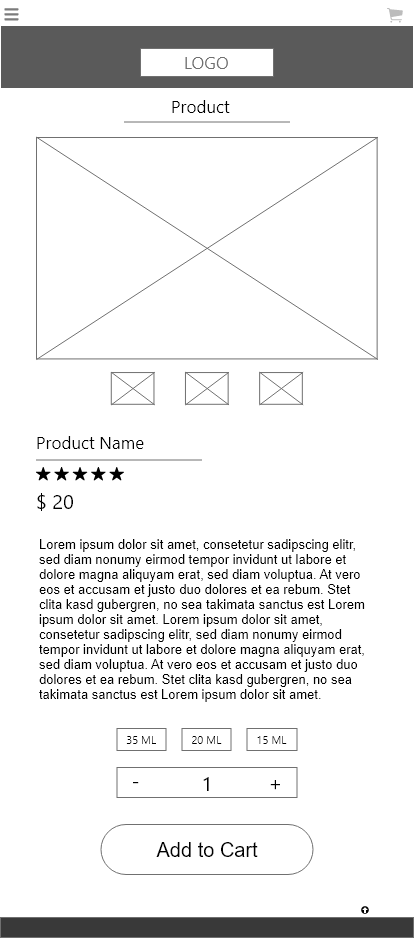 LOGO
Product
Product Name
$ 20
Lorem ipsum dolor sit amet, consetetur sadipscing elitr,
sed diam nonumy eirmod tempor invidunt ut labore et
dolore magna aliquyam erat, sed diam voluptua. At vero
eos et accusam et justo duo dolores et ea rebum. Stet
clita kasd gubergren, no sea takimata sanctus est Lorem
ipsum dolor sit amet. Lorem ipsum dolor sit amet,
consetetur sadipscing elitr, sed diam nonumy eirmod
tempor invidunt ut labore et dolore magna aliquyam erat,
sed diam voluptua. At vero eos et accusam et justo duo
dolores et ea rebum. Stet clita kasd gubergren, no sea
takimata sanctus est Lorem ipsum dolor sit amet.
35 ML 20 ML 15 ML
- 1 +
Add to Cart